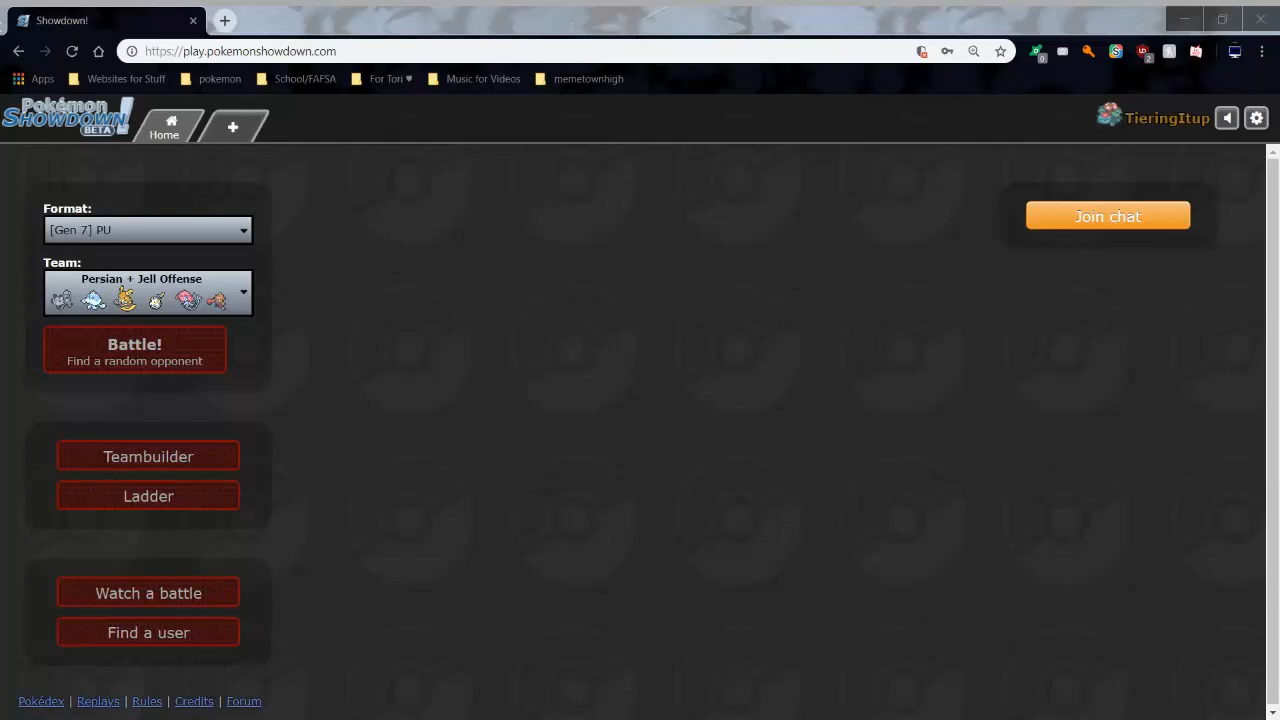 Showdown!
https://play.pokemonshowdown.com
0
2
Apps
Websites for Stuff
pokemon
School/FAFSA
For Tori ♥
Music for Videos
memetownhigh
Pokémon
SHOWDOWN!
BETA
Home
TieringItup
Format:
[Gen 7] PU
Join chat
Team:
Persian + Jell Offense
Battle!
Find a random opponent
Teambuilder
Ladder
Watch a battle
Find a user
Pokédex | Replays | Rules | Credits | Forum